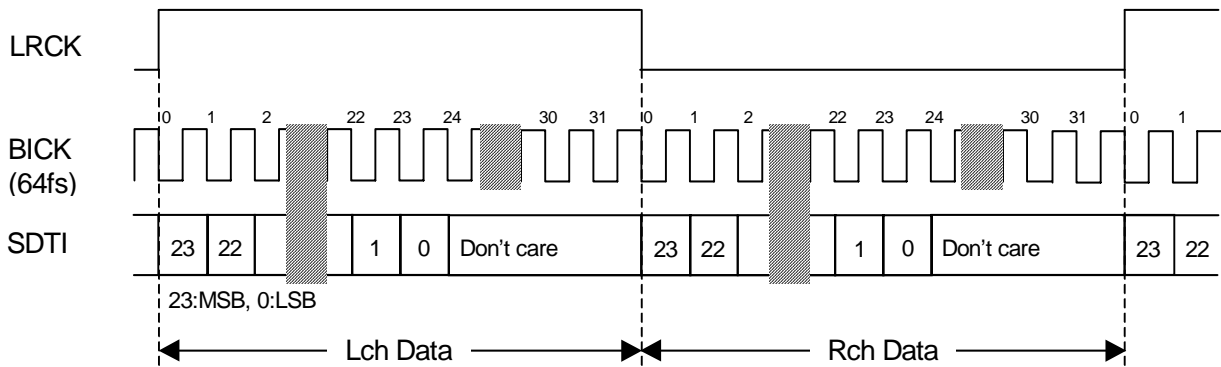 LRCK
0 1 2 22 23 24 30 31 0 1 2 22 23 24 30 31 0 1
BICK
(64fs)
SDTI 23 22 1 0 Don't care 23 22 1 0 Don't care 23 22
23:MSB, 0:LSB
Lch Data Rch Data